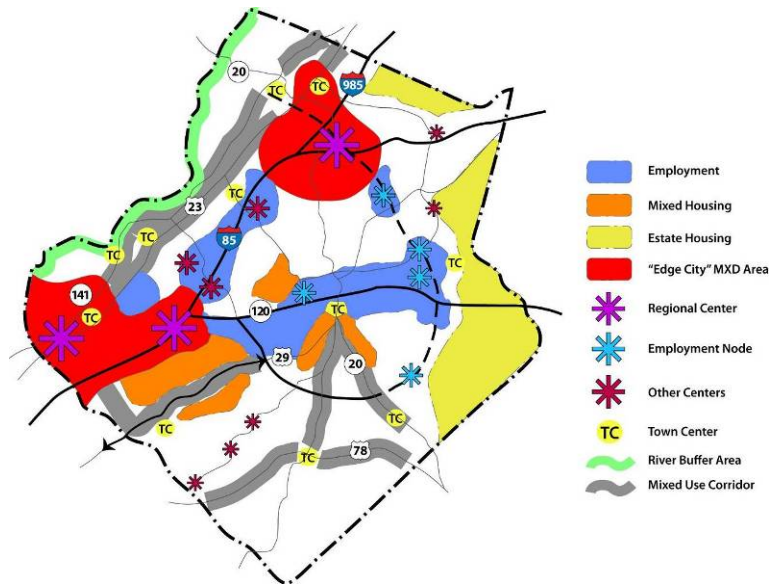 20
TC
TC
985
TC
23
TC
TC
85
TC
141
TC
120
TC
29
20
TC
TC
78
TC
Employment
Mixed Housing
Estate Housing
“Edge City” MXD Area
Regional Center
Employment Node
Other Centers
TC Town Center
River Buffer Area
Mixed Use Corridor